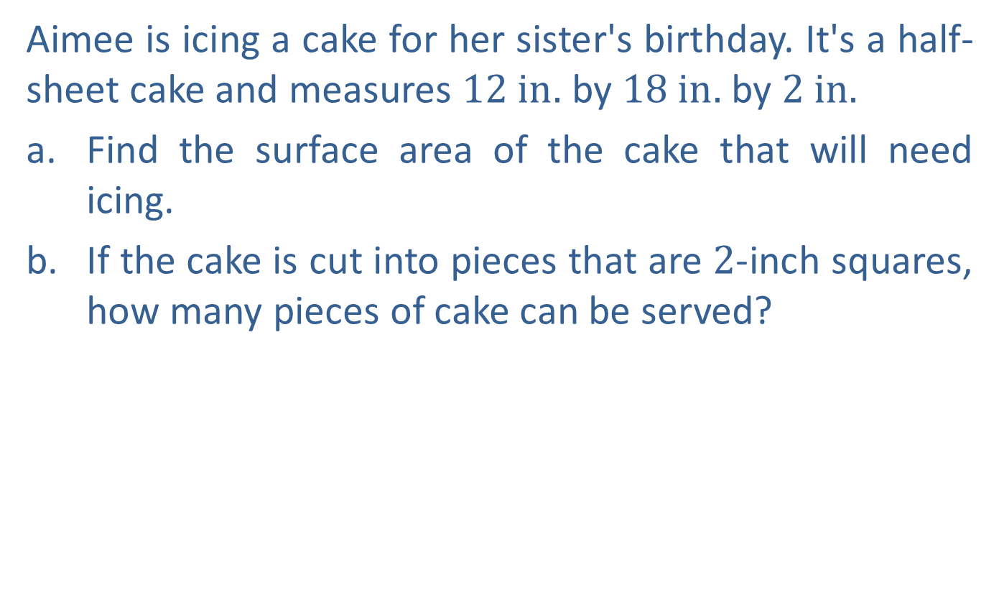 Aimee is icing a cake for her sister's birthday. It's a half-
sheet cake and measures 12 in. by 18 in. by 2 in.
a. Find the surface area of the cake that will need
icing.
b. If the cake is cut into pieces that are 2-inch squares,
how many pieces of cake can be served?